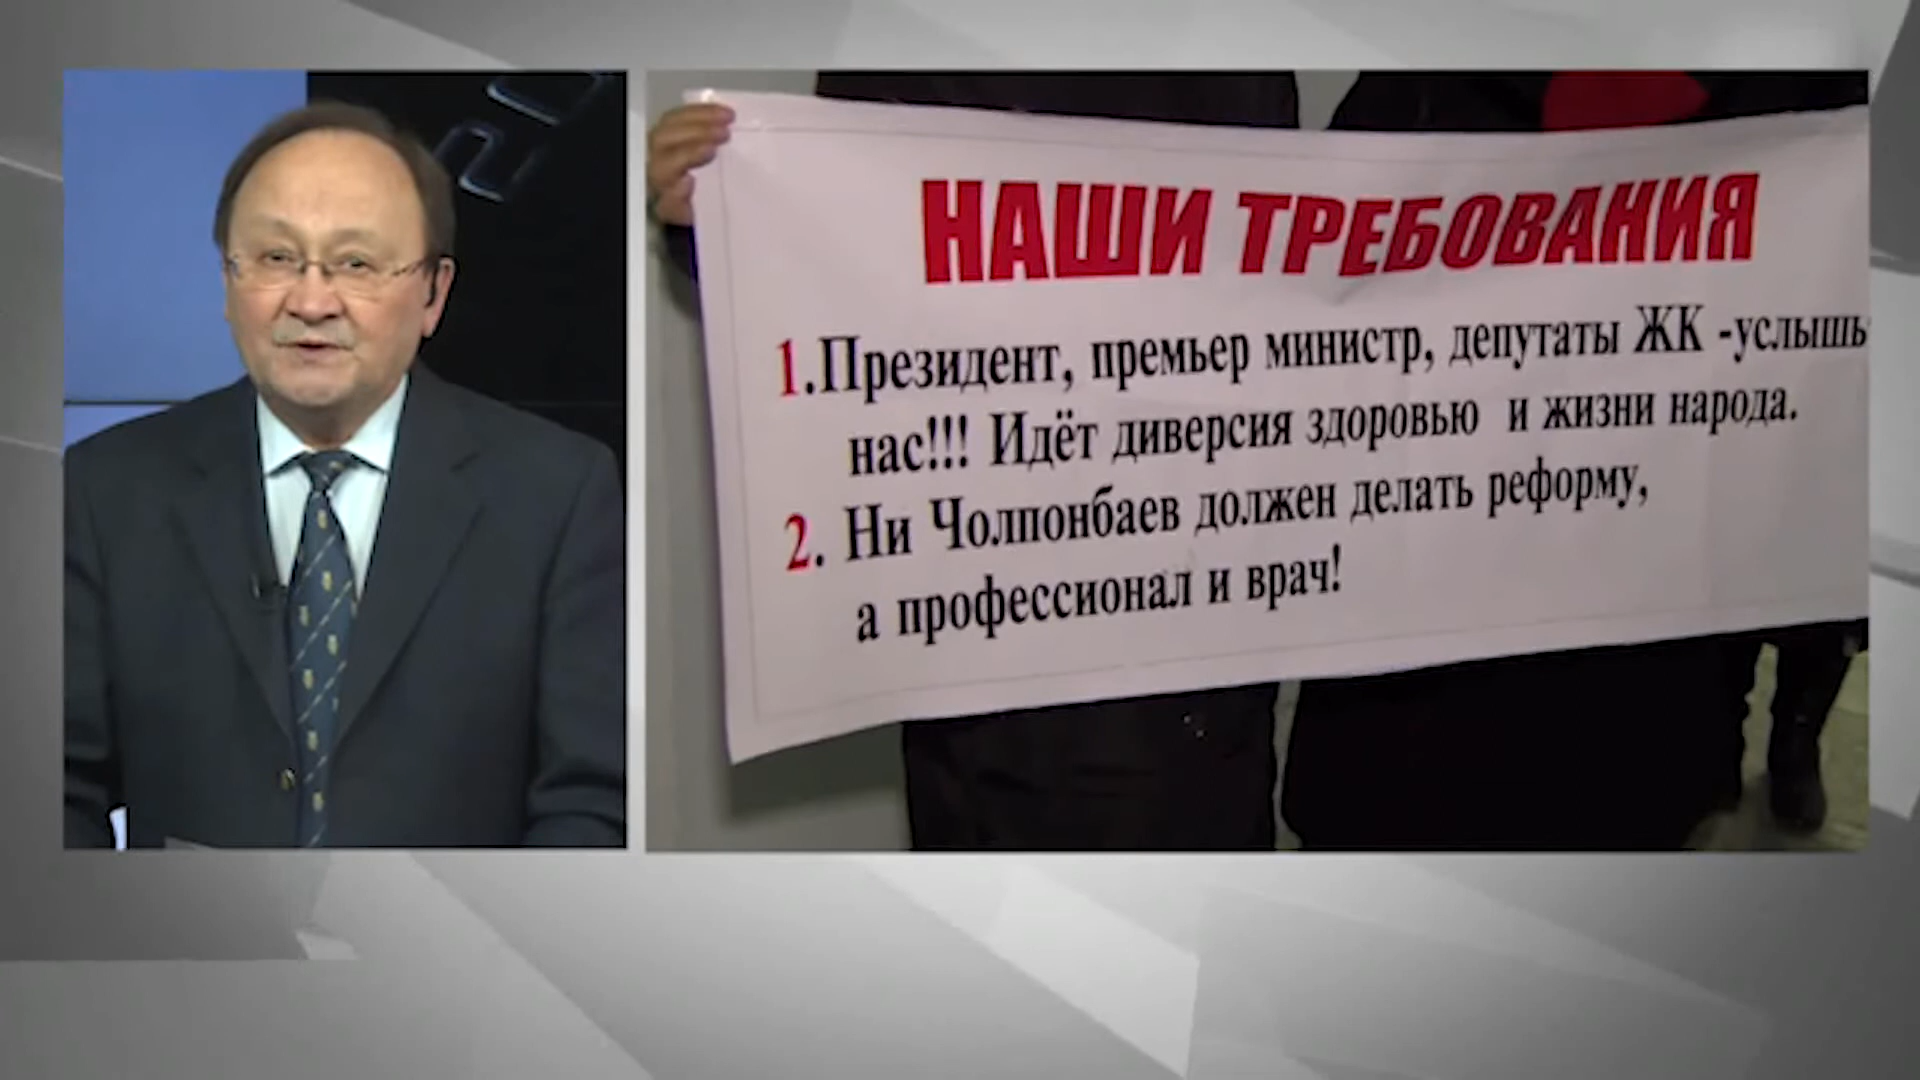 НАШИ ТРЕБОВАНИЯ
1.Президент, премьер министр, депутаты ЖК -услышь
нас!!! Идёт диверсия здоровью и жизни народа.
2. Ни Чолпонбаев должен делать реформу,
а профессионал и врач!